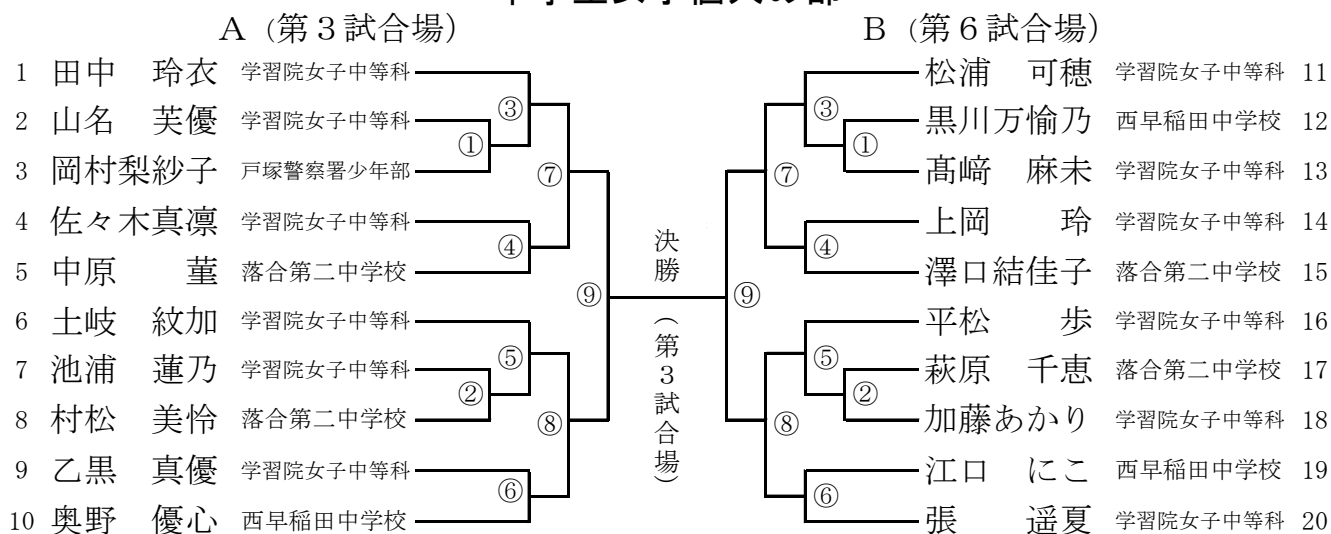 A (第３試合場)
1 田中 玲衣 学習院女子中等科
2 山名 芙優 学習院女子中等科
3 岡村梨紗子 戸塚警察署少年部
4 佐々木真凛 学習院女子中等科
5 中原 菫 落合第二中学校
6 土岐 紋加 学習院女子中等科
7 池浦 蓮乃 学習院女子中等科
8 村松 美怜 落合第二中学校
9 乙黒 真優 学習院女子中等科
10 奥野 優心 西早稲田中学校
③
①
⑦
④
⑨
⑤
②
⑧
⑥
決勝(第３試合場)
B (第６試合場)
松浦 可穂 学習院女子中等科 11
黒川万愉乃 西早稲田中学校 12
髙﨑 麻未 学習院女子中等科 13
上岡 玲 学習院女子中等科 14
澤口結佳子 落合第二中学校 15
平松 歩 学習院女子中等科 16
萩原 千恵 落合第二中学校 17
加藤あかり 学習院女子中等科 18
江口 にこ 西早稲田中学校 19
張 遥夏 学習院女子中等科 20
③
①
⑦
④
⑨
⑤
②
⑧
⑥